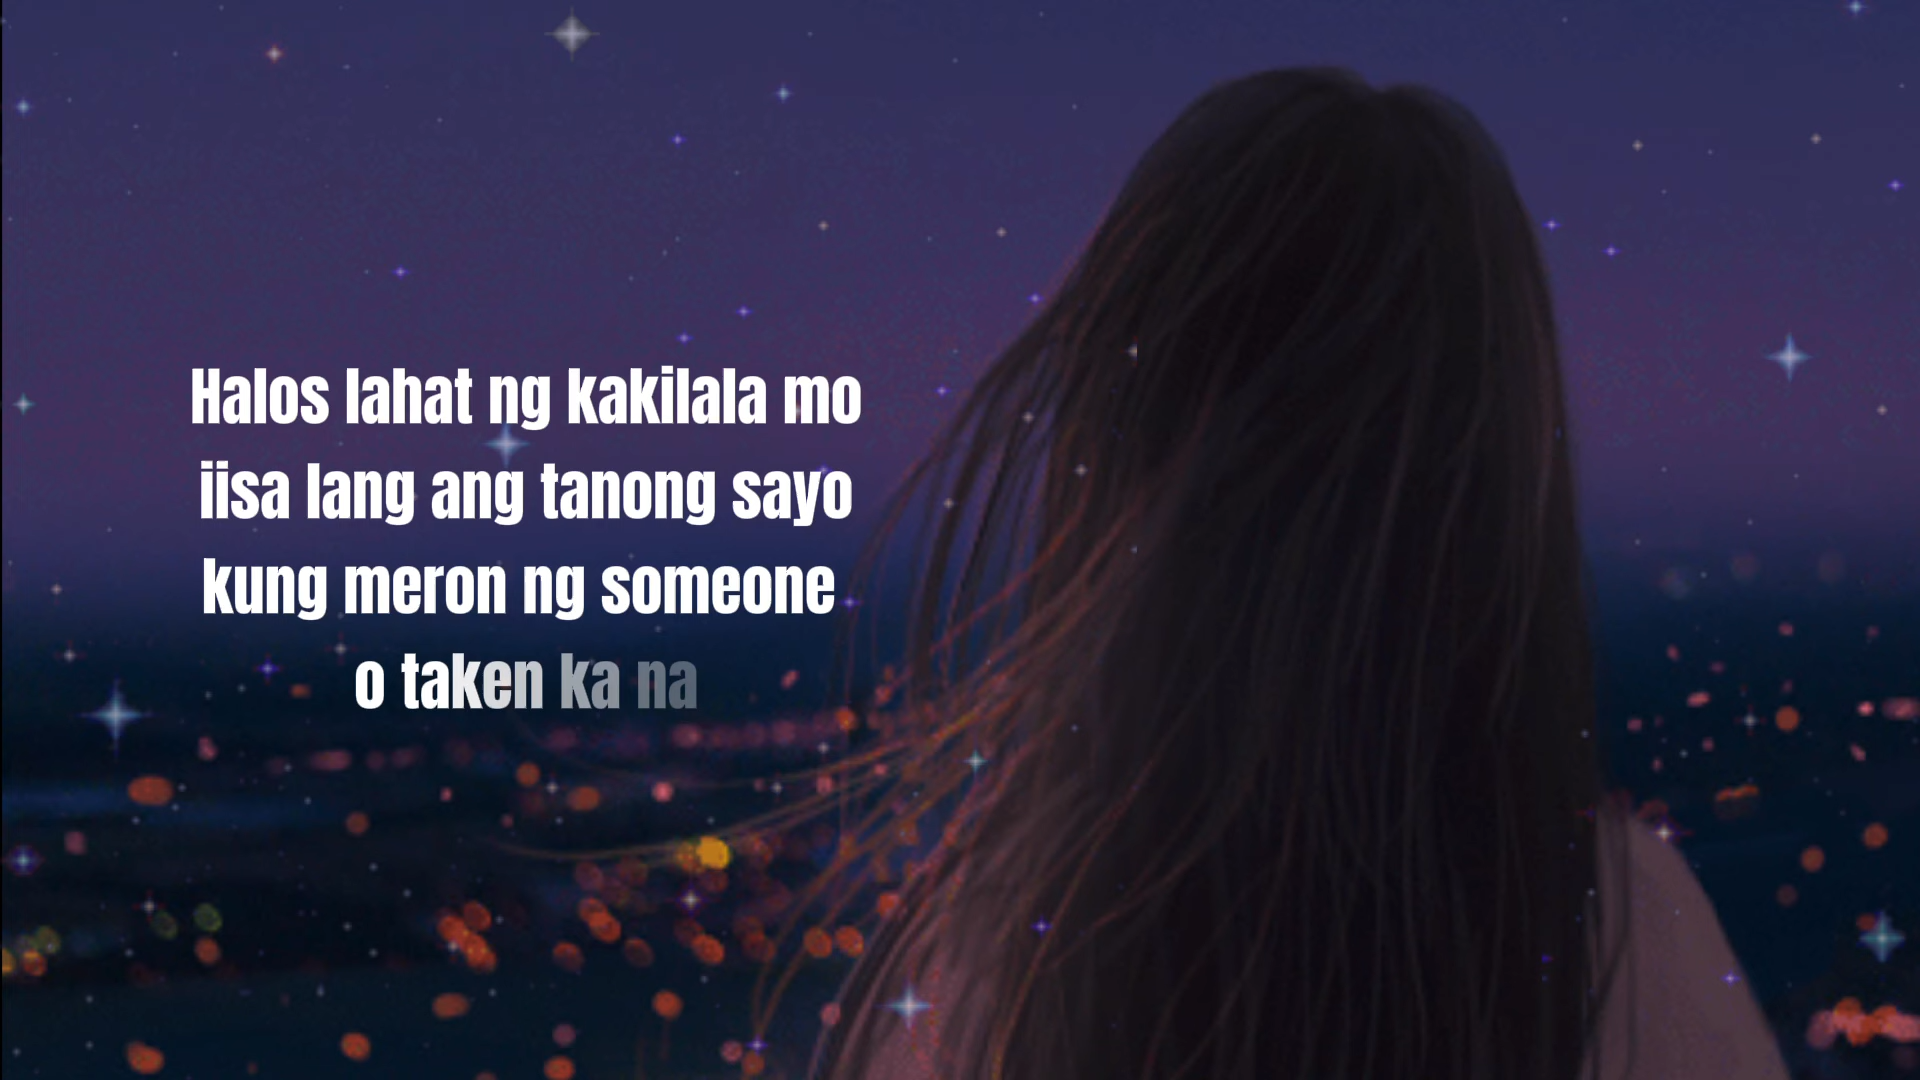 Halos lahat ng kakilala mo
iisa lang ang tanong sayo
kung meron ng someone
o taken ka na